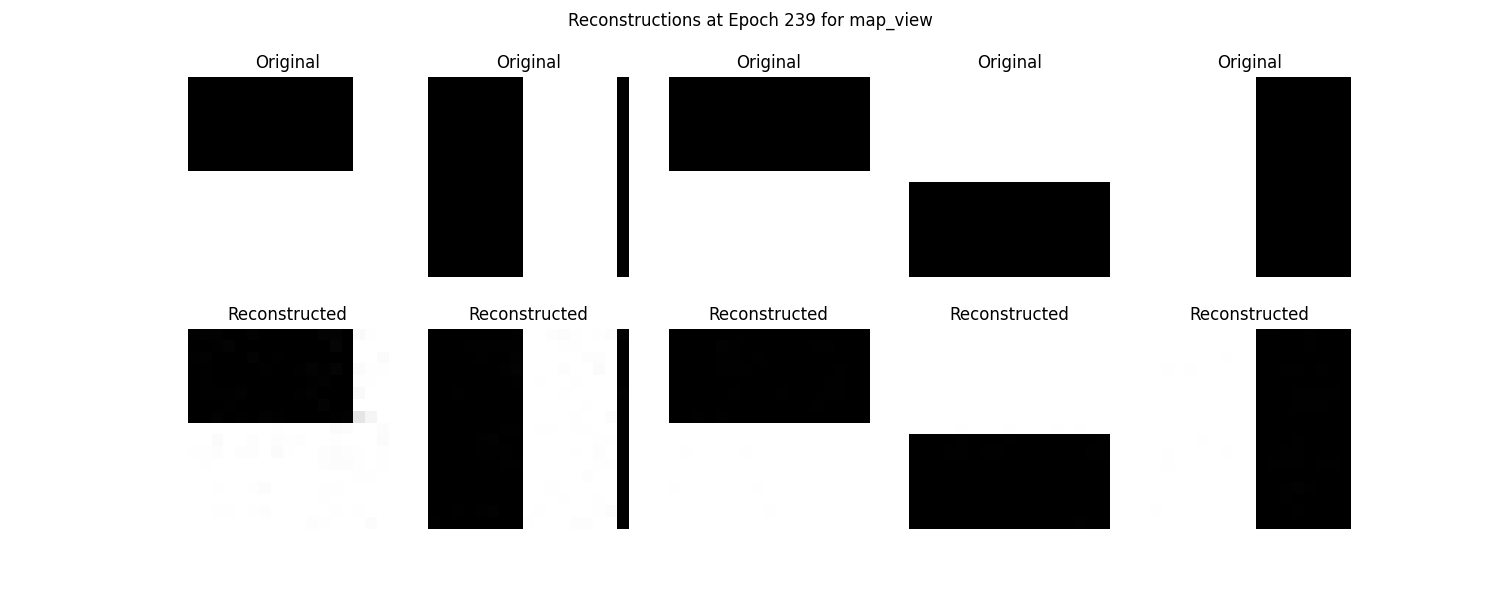 Reconstructions at Epoch 239 for map_view
Original Original Original Original Original
Reconstructed Reconstructed Reconstructed Reconstructed Reconstructed